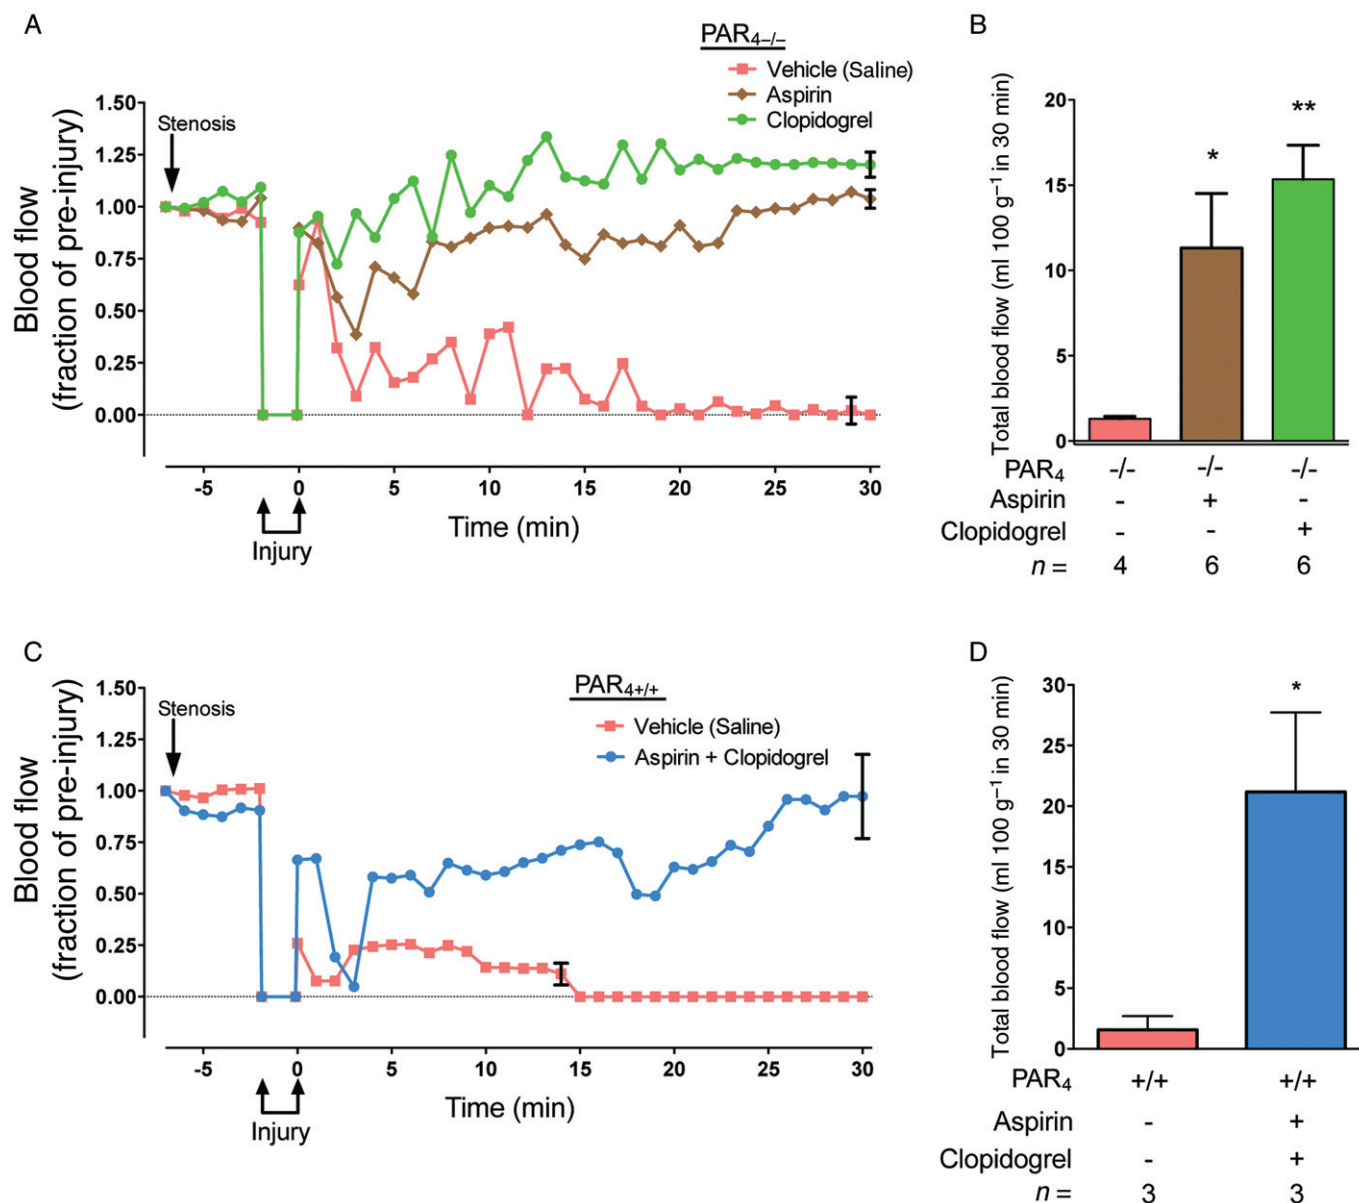 A
PAR4–/–
Vehicle (Saline)
Aspirin
Clopidogrel
Stenosis
Blood flow
(fraction of pre-injury)
1.50
1.25
1.00
0.75
0.50
0.25
0.00
-5 0 5 10 15 20 25 30
Time (min)
Injury
B
Total blood flow (ml 100 g–1 in 30 min)
20
15
10
5
0
* **
PAR4 -/- -/- -/-
Aspirin - + -
Clopidogrel - - +
n = 4 6 6
C
PAR4+/+
Vehicle (Saline)
Aspirin + Clopidogrel
Stenosis
Blood flow
(fraction of pre-injury)
1.50
1.25
1.00
0.75
0.50
0.25
0.00
-5 0 5 10 15 20 25 30
Time (min)
Injury
D
Total blood flow (ml 100 g–1 in 30 min)
30
25
20
15
10
5
0
*
PAR4 +/+ +/+
Aspirin - +
Clopidogrel - +
n = 3 3